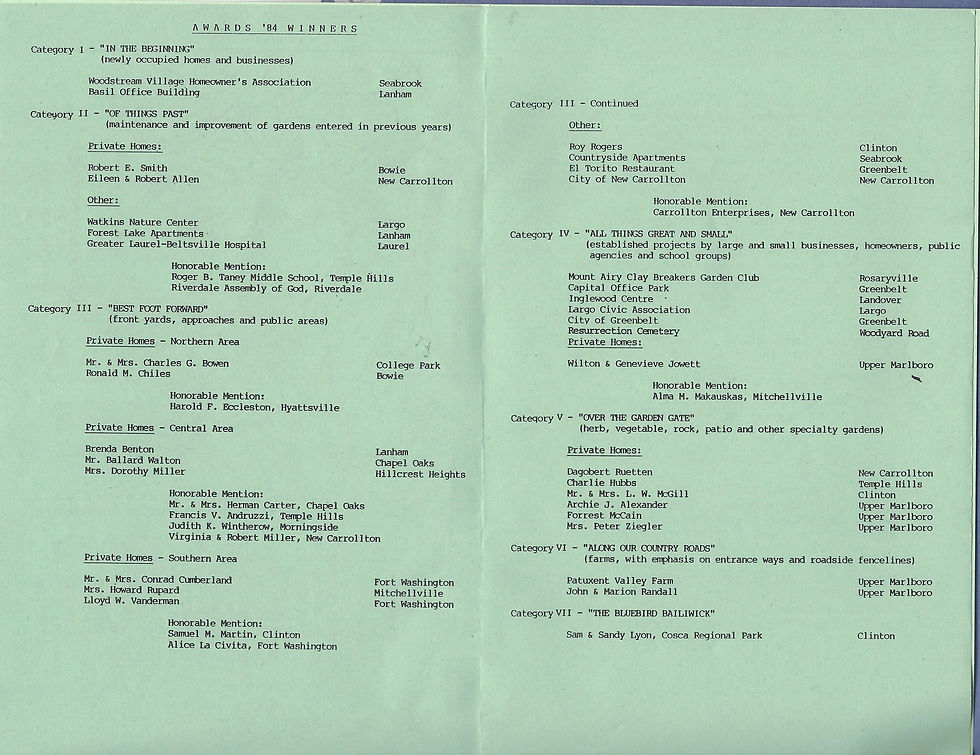 AWARDS '84 WINNERS
Category I - "IN THE BEGINNING"
(newly occupied homes and businesses)
Woodstream Village Homeowner's Association Seabrook
Basil Office Building Lanham
Category II - "OF THINGS PAST"
(maintenance and improvement of gardens entered in previous years)
Private Homes:
Robert E. Smith Bowie
Eileen & Robert Allen New Carrollton
Other:
Watkins Nature Center Largo
Forest Lake Apartments Lanham
Greater Laurel-Beltsville Hospital Laurel
Honorable Mention:
Roger B. Taney Middle School, Temple Hills
Riverdale Assembly of God, Riverdale
Category III - "BEST FOOT FORWARD"
(front yards, approaches and public areas)
Private Homes - Northern Area
Mr. & Mrs. Charles G. Bowen College Park
Ronald M. Chiles Bowie
Honorable Mention:
Harold F. Eccleston, Hyattsville
Private Homes - Central Area
Brenda Benton Lanham
Mr. Ballard Walton Chapel Oaks
Mrs. Dorothy Miller Hillcrest Heights
Honorable Mention:
Mr. & Mrs. Herman Carter, Chapel Oaks
Francis V. Andruzzi, Temple Hills
Judith K. Wintherow, Morningside
Virginia & Robert Miller, New Carrollton
Private Homes - Southern Area
Mr. & Mrs. Conrad Cumberland Fort Washington
Mrs. Howard Rupard Mitchellville
Lloyd W. Vanderman Fort Washington
Honorable Mention:
Samuel M. Martin, Clinton
Alice La Civita, Fort Washington
Category III - Continued
Other:
Roy Rogers Clinton
Countryside Apartments Seabrook
El Torito Restaurant Greenbelt
City of New Carrollton New Carrollton
Honorable Mention:
Carrollton Enterprises, New Carrollton
Category IV - "ALL THINGS GREAT AND SMALL"
(established projects by large and small businesses, homeowners, public
agencies and school groups)
Mount Airy Clay Breakers Garden Club Rosaryville
Capital Office Park Greenbelt
Inglewood Centre Landover
Largo Civic Association Largo
City of Greenbelt Greenbelt
Resurrection Cemetery Woodyard Road
Private Homes:
Wilton & Genevieve Jowett Upper Marlboro
Honorable Mention:
Alma M. Makauskas, Mitchellville
Category V - "OVER THE GARDEN GATE"
(herb, vegetable, rock, patio and other specialty gardens)
Private Homes:
Dagobert Ruetten New Carrollton
Charlie Hubbs Temple Hills
Mr. & Mrs. L. W. McGill Clinton
Archie J. Alexander Upper Marlboro
Forrest McCain Upper Marlboro
Mrs. Peter Ziegler Upper Marlboro
Category VI - "ALONG OUR COUNTRY ROADS"
(farms, with emphasis on entrance ways and roadside fencelines)
Patuxent Valley Farm Upper Marlboro
John & Marion Randall Upper Marlboro
Category VII - "THE BLUEBIRD BAILIWICK"
Sam & Sandy Lyon, Cosca Regional Park Clinton